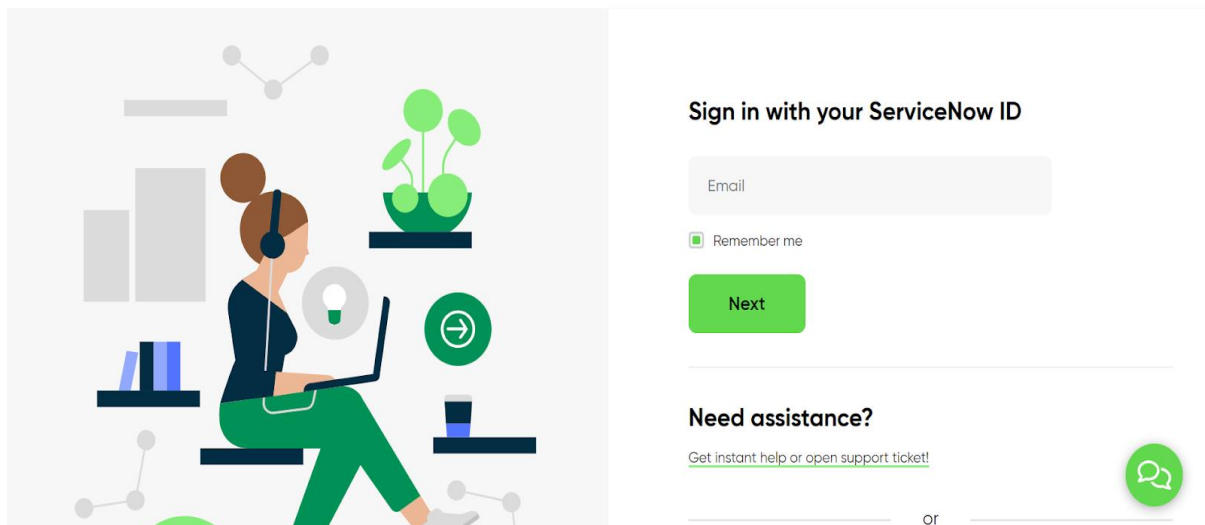 Sign in with your ServiceNow ID
Email
Remember me
Next
Need assistance?
Get instant help or open support ticket!
or